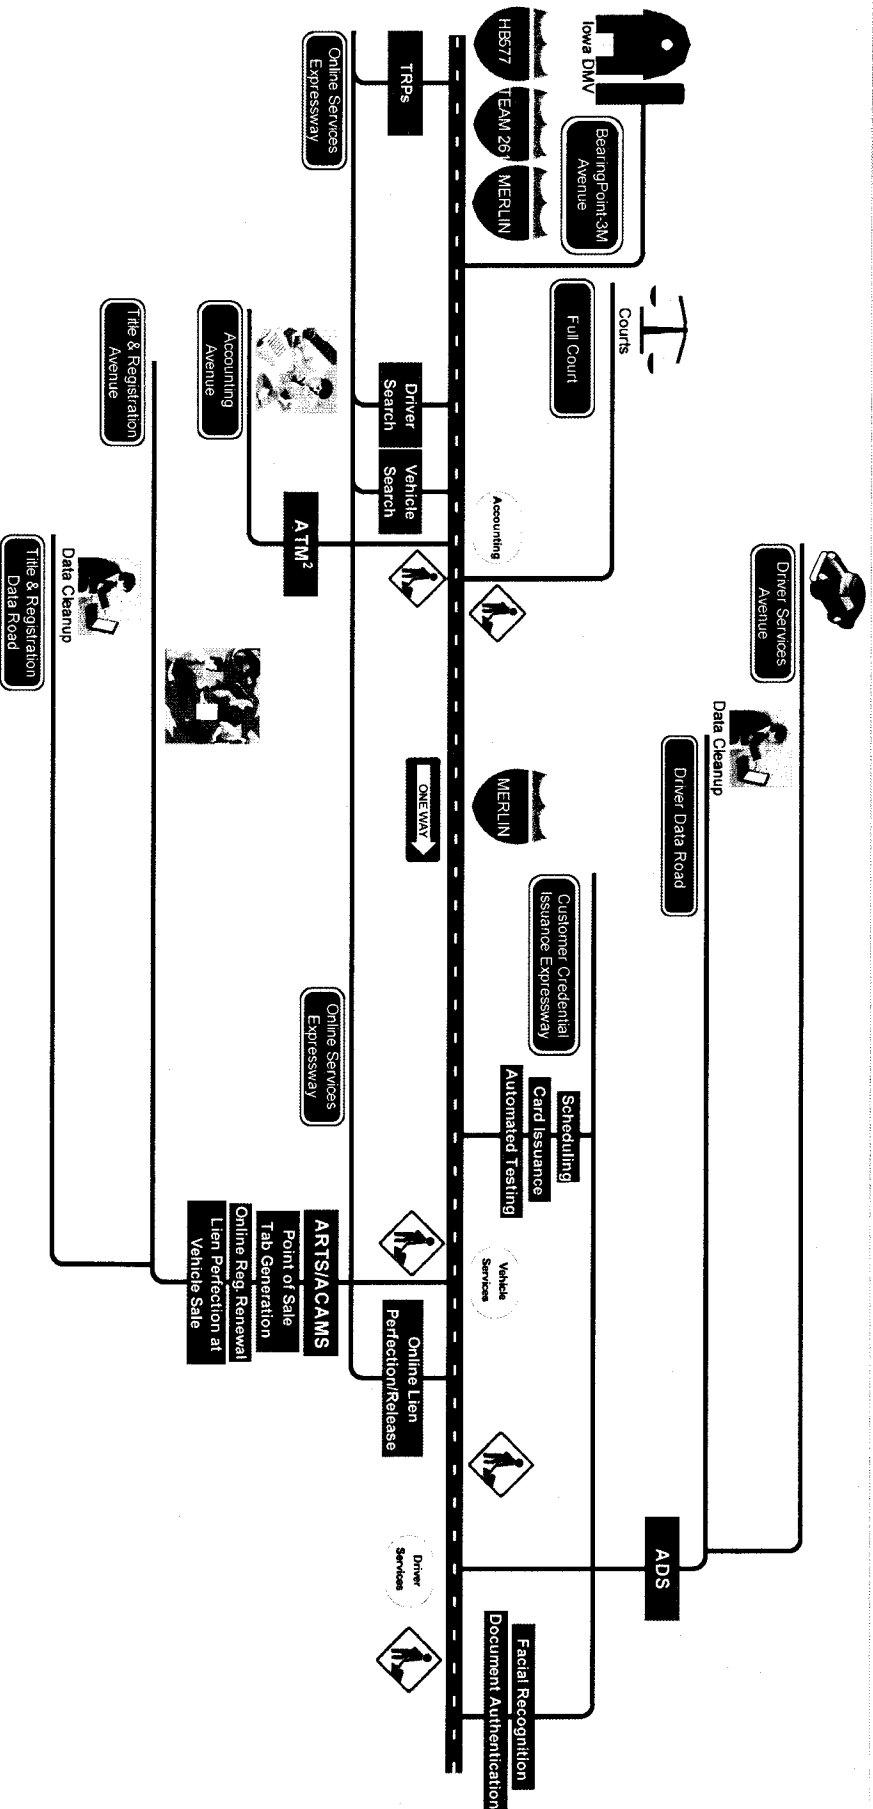 Iowa DMV
BearingPoint-3M
Avenue
HB577
TEAM 26
MERLIN
Courts
Full Court
Driver Services
Avenue
Data Cleanup
Driver Data Road
MERLIN
Customer Credential
Issuance Expressway
Scheduling
Card Issuance
Automated Testing
ADS
Facial Recognition
Document Authentication
Accounting
Vehicle
Services
TRPs
Online Services
Expressway
Driver
Search
Vehicle
Search
ONE WAY
Online Lien
Perfection/Release
Driver
Services
Accounting
Avenue
ATM²
Online Services
Expressway
ARTS/ACAMS
Point of Sale
Tab Generation
Online Reg. Renewal
Lien Perfection at
Vehicle Sale
Title & Registration
Avenue
Data Cleanup
Title & Registration
Data Road